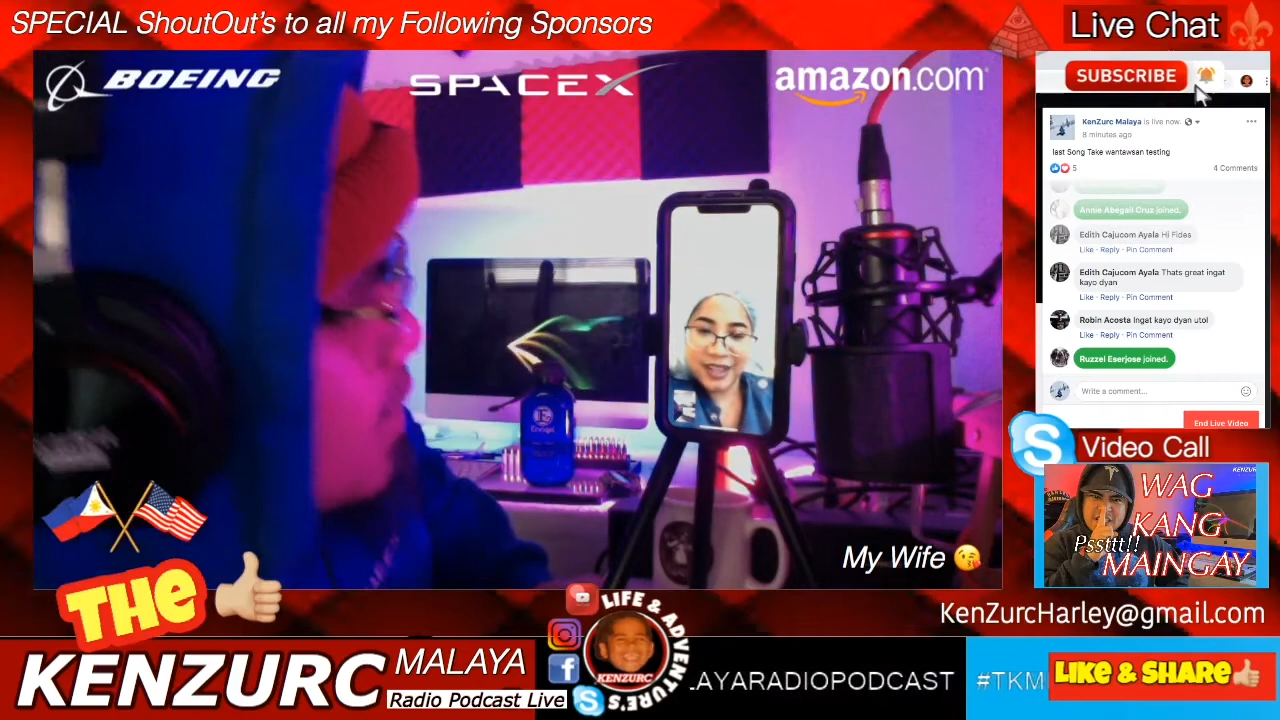 SPECIAL ShoutOut's to all my Following Sponsors
Live Chat
BOEING
SPACEX
amazon.com
SUBSCRIBE
KenZurc Malaya is live now.
8 minutes ago
last Song Take wantawsan testing
5
4 Comments
Annie Abegail Cruz joined.
Edith Cajucom Ayala Hi Fides
Like · Reply · Pin Comment
Edith Cajucom Ayala Thats great ingat
kayo dyan
Like · Reply · Pin Comment
Robin Acosta Ingat kayo dyan utol
Like · Reply · Pin Comment
Ruzzel Eserjose joined.
Write a comment...
End Live Video
Video Call
KENZURC
WAG
KANG
Pssttt!!
MAINGAY
My Wife
KenZurcHarley@gmail.com
THE
KENZURC
MALAYA
Radio Podcast Live
LIFE & ADVENTURE'S
KENZURC
LAYARADIOPODCAST
#TKM
LIKE & SHARE